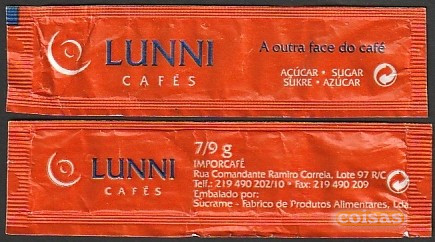 LUNNI
CAFÉS
A outra face do café
AÇÚCAR • SUGAR
SUKRE • AZÚCAR
LUNNI
CAFÉS
7/9 g
IMPORCAFÉ
Rua Comandante Ramiro Correia, Lote 97 R/C
Telf.: 219 490 202/10 • Fax: 219 490 209
Embalado por:
Sucrame - Fabrico de Produtos Alimentares, Lda.
coisas